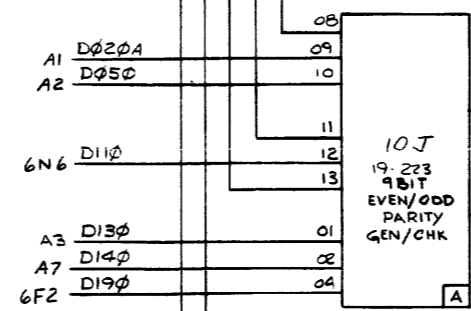 08
A1 DØ2ØA 09
A2 DØ5Ø 10
11
6N6 D11Ø 12
13
A3 D13Ø 01
A7 D14Ø 02
6F2 D19Ø 04
10J
19-223
9BIT
EVEN/ODD
PARITY
GEN/CHK
A